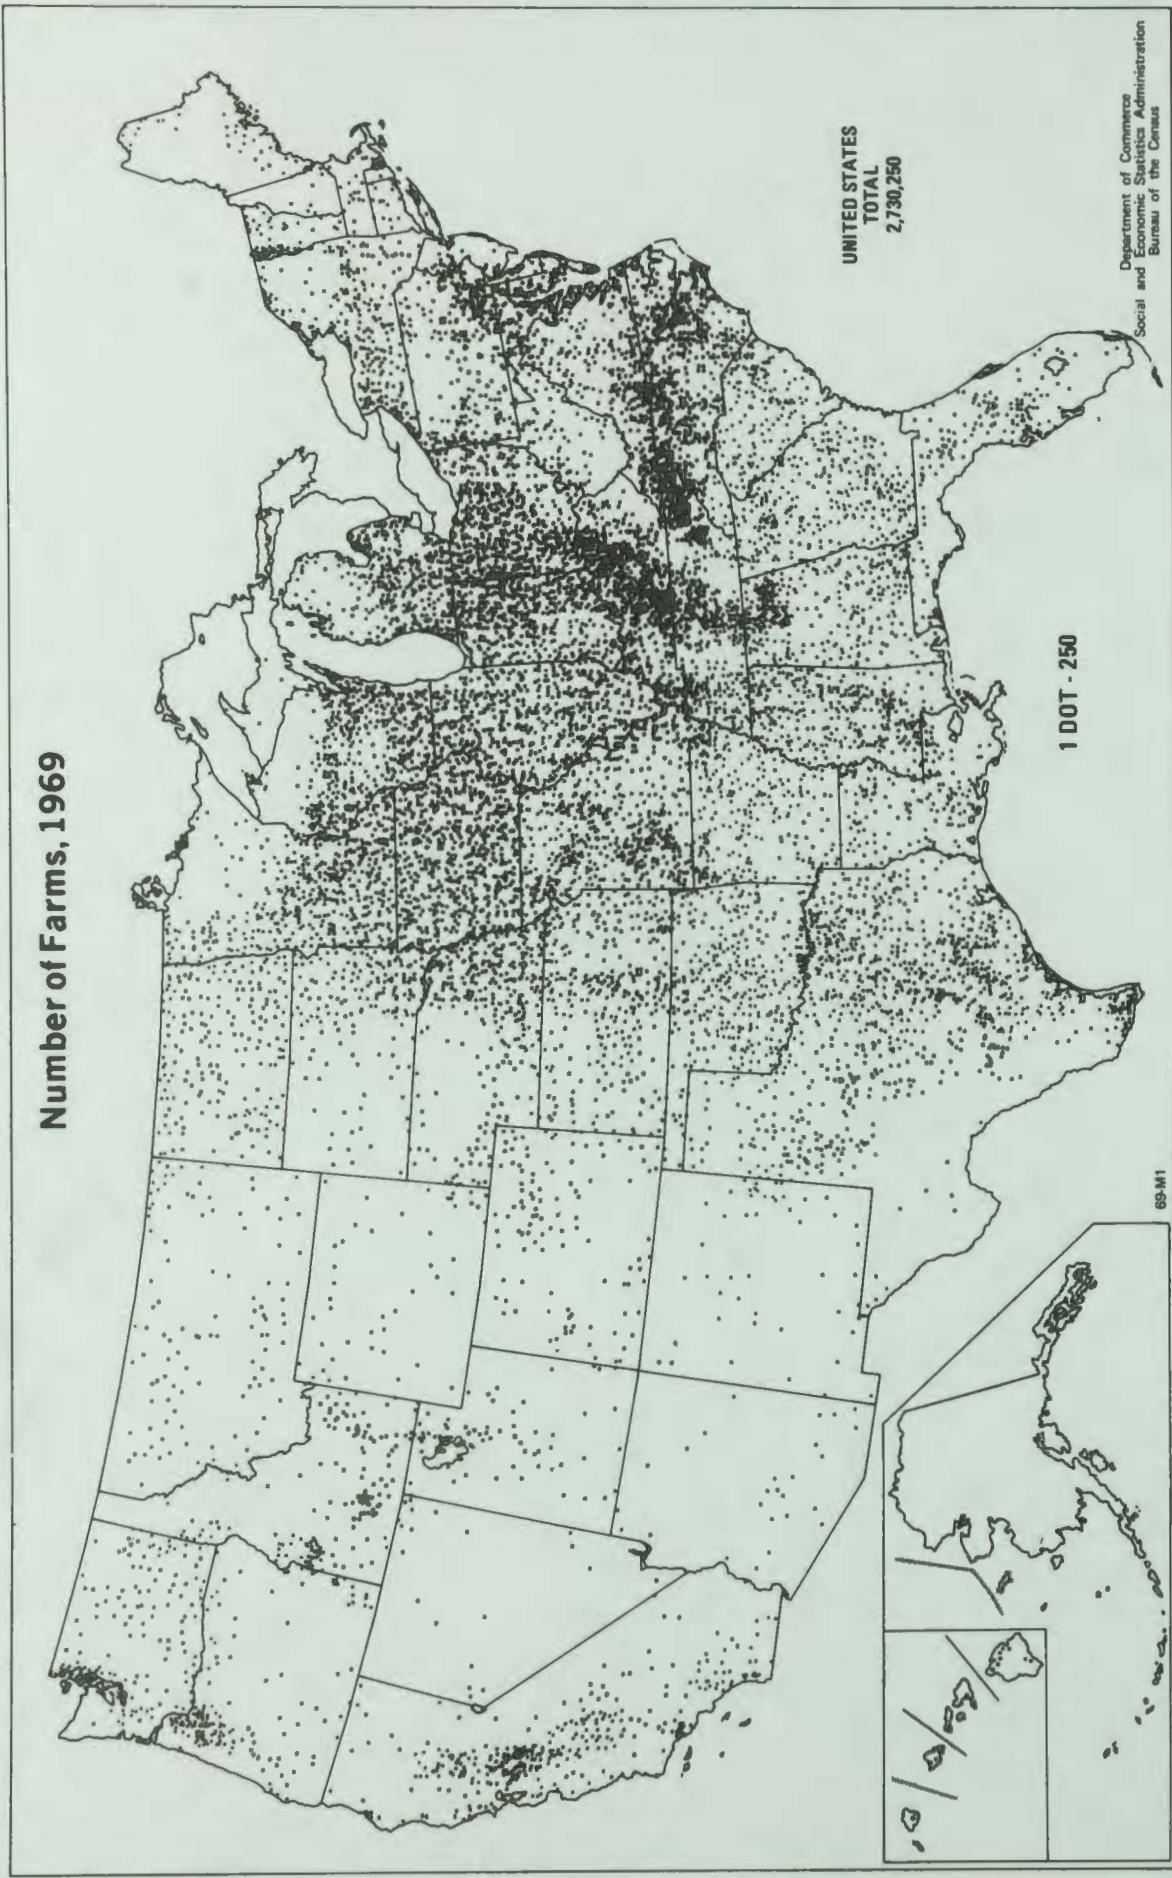 Number of Farms, 1969
UNITED STATES
TOTAL
2,730,250
1 DOT - 250
69-M1
Department of Commerce
Social and Economic Statistics Administration
Bureau of the Census